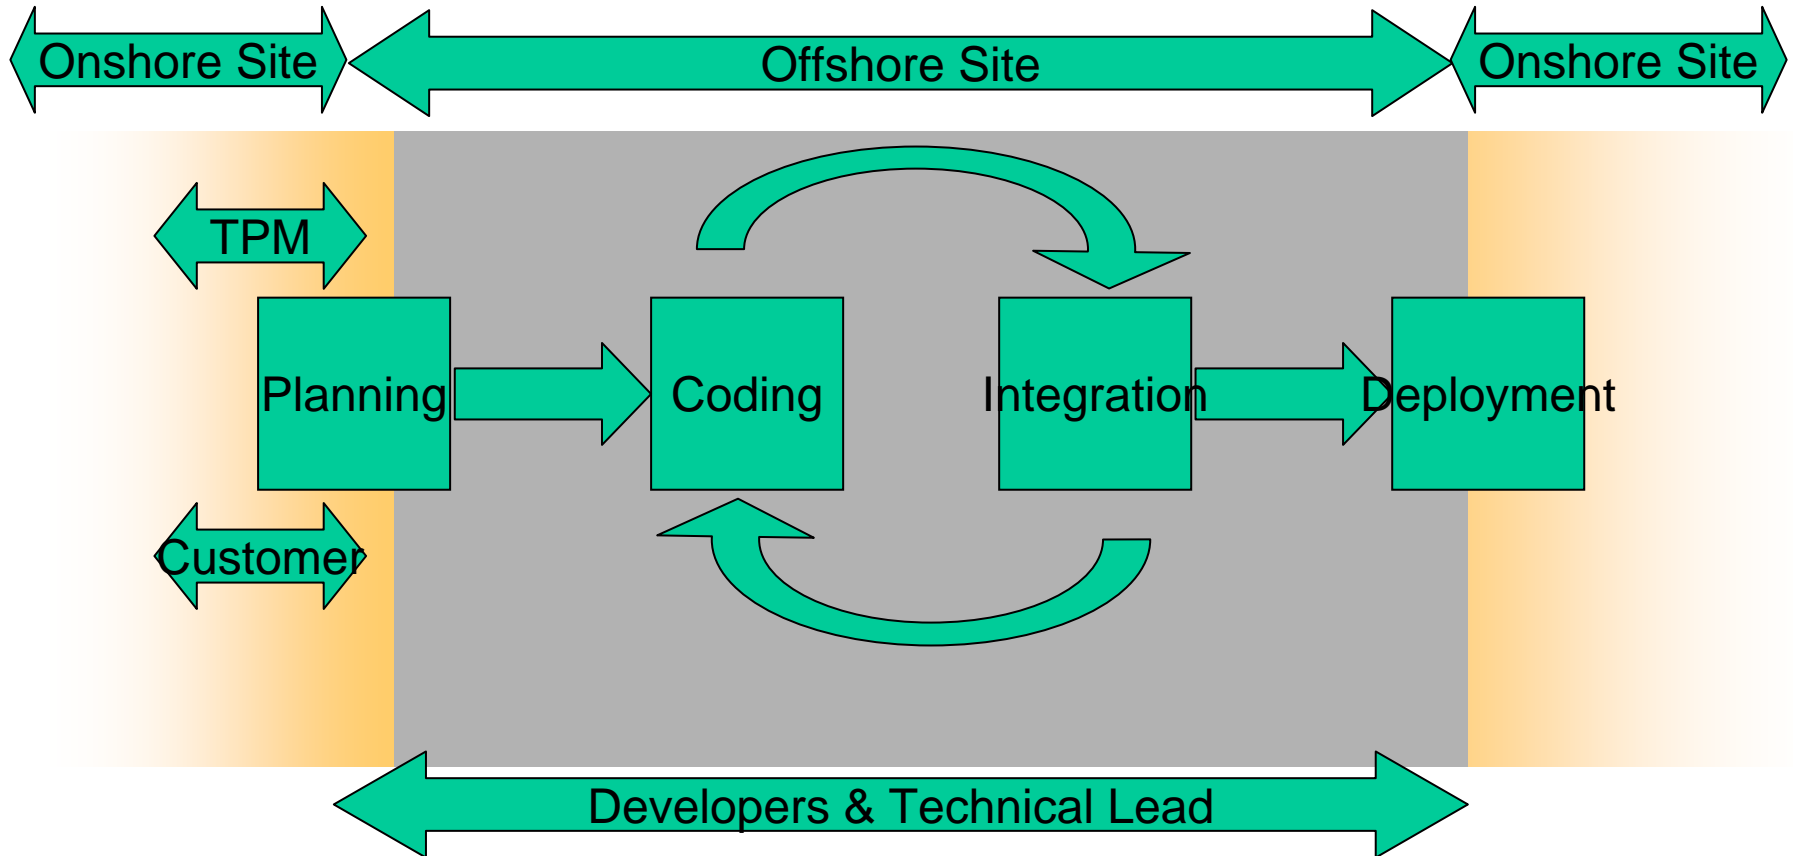 Onshore Site
Offshore Site
Onshore Site
TPM
Planning
Coding
Integration
Deployment
Customer
Developers & Technical Lead